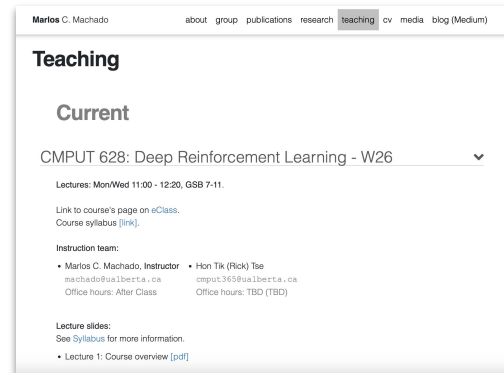 Marlos C. Machado about group publications research teaching cv media blog (Medium)
Teaching
Current
CMPUT 628: Deep Reinforcement Learning - W26
Lectures: Mon/Wed 11:00 - 12:20, GSB 7-11.
Link to course's page on eClass.
Course syllabus [link].
Instruction team:
• Marlos C. Machado, Instructor • Hon Tik (Rick) Tse
machado@ualberta.ca cmput365@ualberta.ca
Office hours: After Class Office hours: TBD (TBD)
Lecture slides:
See Syllabus for more information.
• Lecture 1: Course overview [pdf]